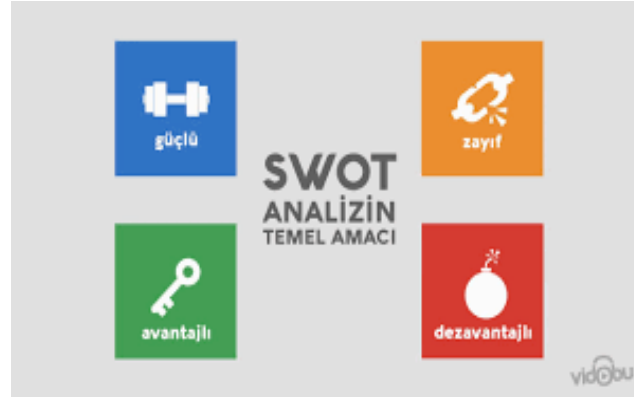 güçlü
zayıf
SWOT
ANALİZİN
TEMEL AMACI
avantajlı
dezavantajlı
vidobu